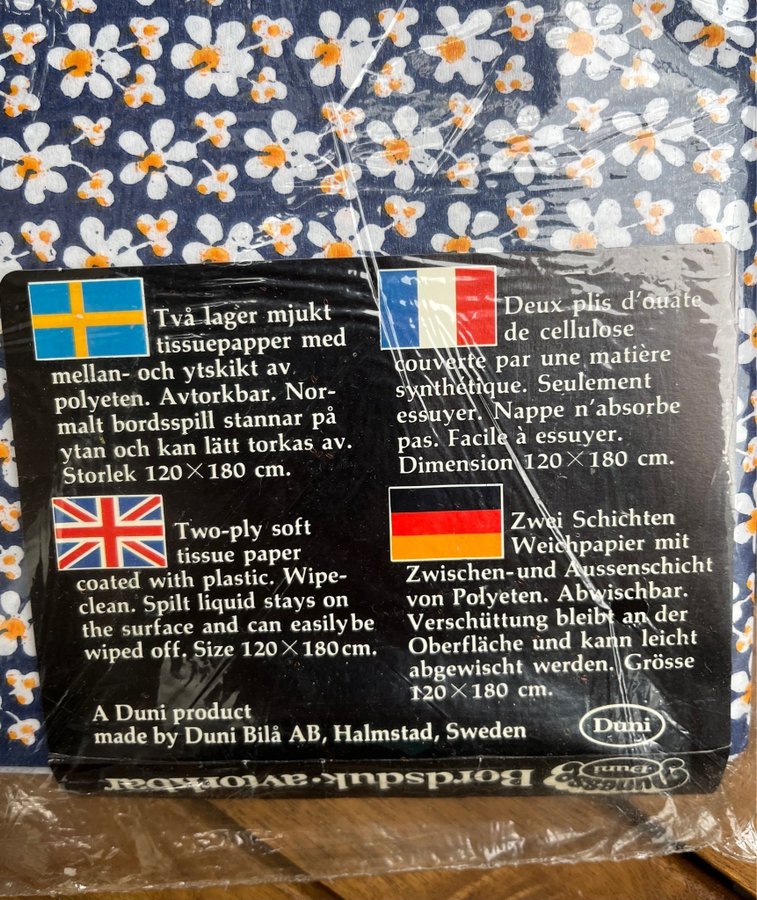 Två lager mjukt
tissuepapper med
mellan- och ytskikt av
polyeten. Avtorkbar. Nor-
malt bordsspill stannar på
ytan och kan lätt torkas av.
Storlek 120×180 cm.
Deux plis d'ouate
de cellulose
couverte par une matière
synthétique. Seulement
essuyer. Nappe n'absorbe
pas. Facile à essuyer.
Dimension 120×180 cm.
Two-ply soft
tissue paper
coated with plastic. Wipe-
clean. Spilt liquid stays on
the surface and can easily be
wiped off. Size 120×180 cm.
Zwei Schichten
Weichpapier mit
Zwischen-und Aussenschicht
von Polyeten. Abwischbar.
Verschüttung bleibt an der
Oberfläche und kann leicht
abgewischt werden. Grösse
120×180 cm.
A Duni product
made by Duni Bilå AB, Halmstad, Sweden
Duni
Bordsduk·avtorkbar
Duni